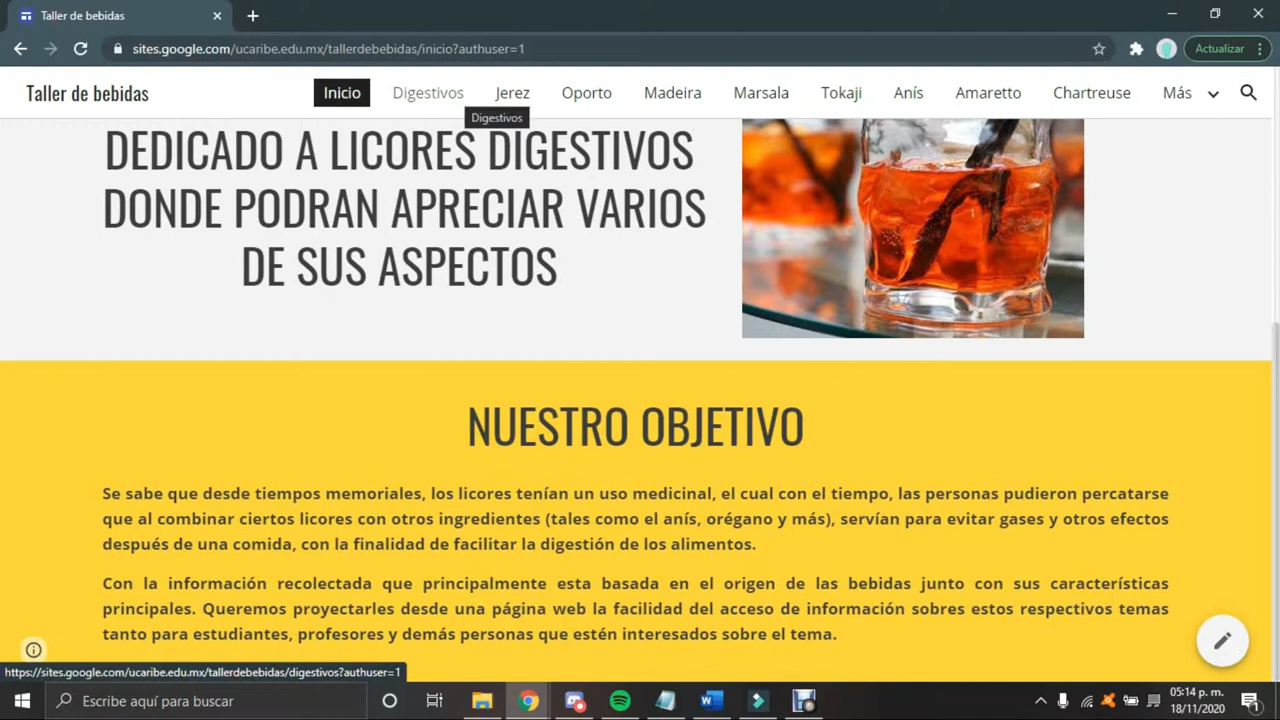 Taller de bebidas
sites.google.com/ucaribe.edu.mx/tallerdebebidas/inicio?authuser=1
Actualizar
Taller de bebidas
Inicio
Digestivos
Jerez
Oporto
Madeira
Marsala
Tokaji
Anís
Amaretto
Chartreuse
Más
Digestivos
DEDICADO A LICORES DIGESTIVOS
DONDE PODRAN APRECIAR VARIOS
DE SUS ASPECTOS
NUESTRO OBJETIVO
Se sabe que desde tiempos memoriales, los licores tenían un uso medicinal, el cual con el tiempo, las personas pudieron percatarse
que al combinar ciertos licores con otros ingredientes (tales como el anís, orégano y más), servían para evitar gases y otros efectos
después de una comida, con la finalidad de facilitar la digestión de los alimentos.
Con la información recolectada que principalmente esta basada en el origen de las bebidas junto con sus características
principales. Queremos proyectarles desde una página web la facilidad del acceso de información sobres estos respectivos temas
tanto para estudiantes, profesores y demás personas que estén interesados sobre el tema.
https://sites.google.com/ucaribe.edu.mx/tallerdebebidas/digestivos?authuser=1
Escribe aquí para buscar
05:14 p. m.
18/11/2020
1